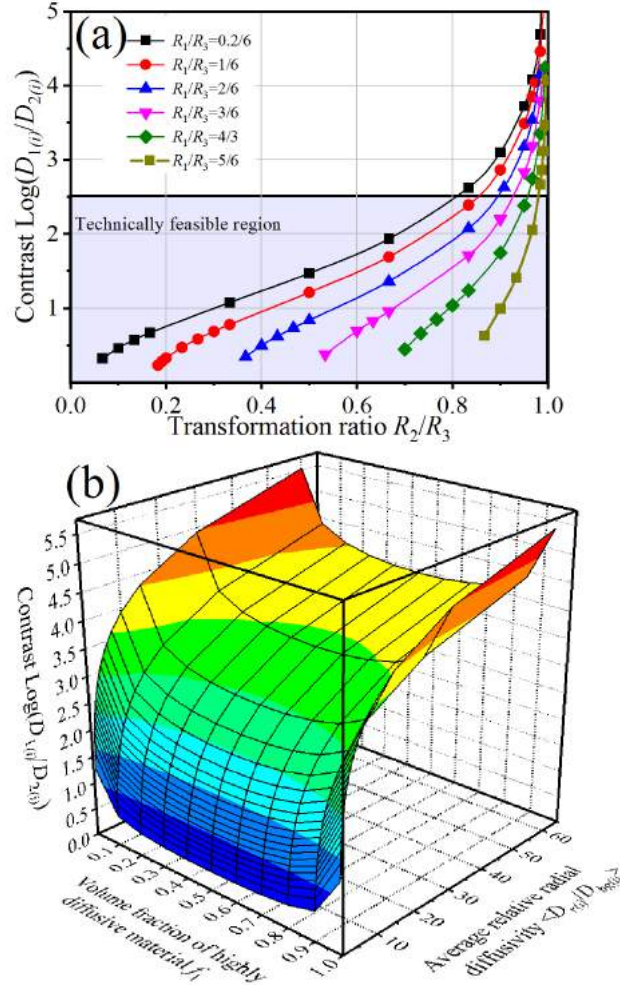 (a)
R1/R3=0.2/6
R1/R3=1/6
R1/R3=2/6
R1/R3=3/6
R1/R3=4/3
R1/R3=5/6
Technically feasible region
Contrast Log(D1(i)/D2(i))
5
4
3
2
1
0.0 0.2 0.4 0.6 0.8 1.0
Transformation ratio R2/R3
(b)
Contrast Log(D1(i)/D2(i))
5.5
5.0
4.5
4.0
3.5
3.0
2.5
2.0
1.5
1.0
0.5
0.0
0.1 0.2 0.3 0.4 0.5 0.6 0.7 0.8 0.9 1.0
Volume fraction of highly
diffusive material f1
10 20 30 40 50 60
Average relative radial
diffusivity